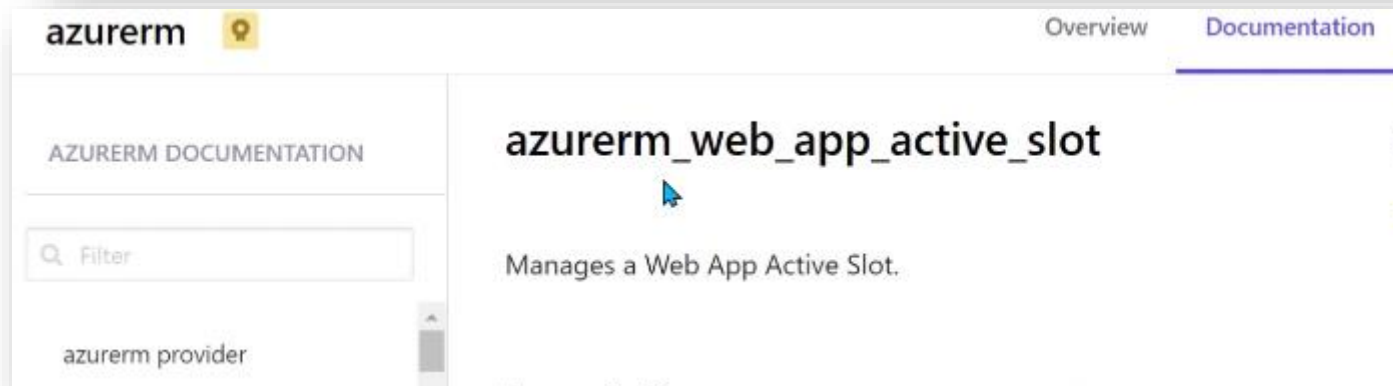 azurerm
Overview
Documentation
AZURERM DOCUMENTATION
azurerm_web_app_active_slot
Filter
Manages a Web App Active Slot.
azurerm provider